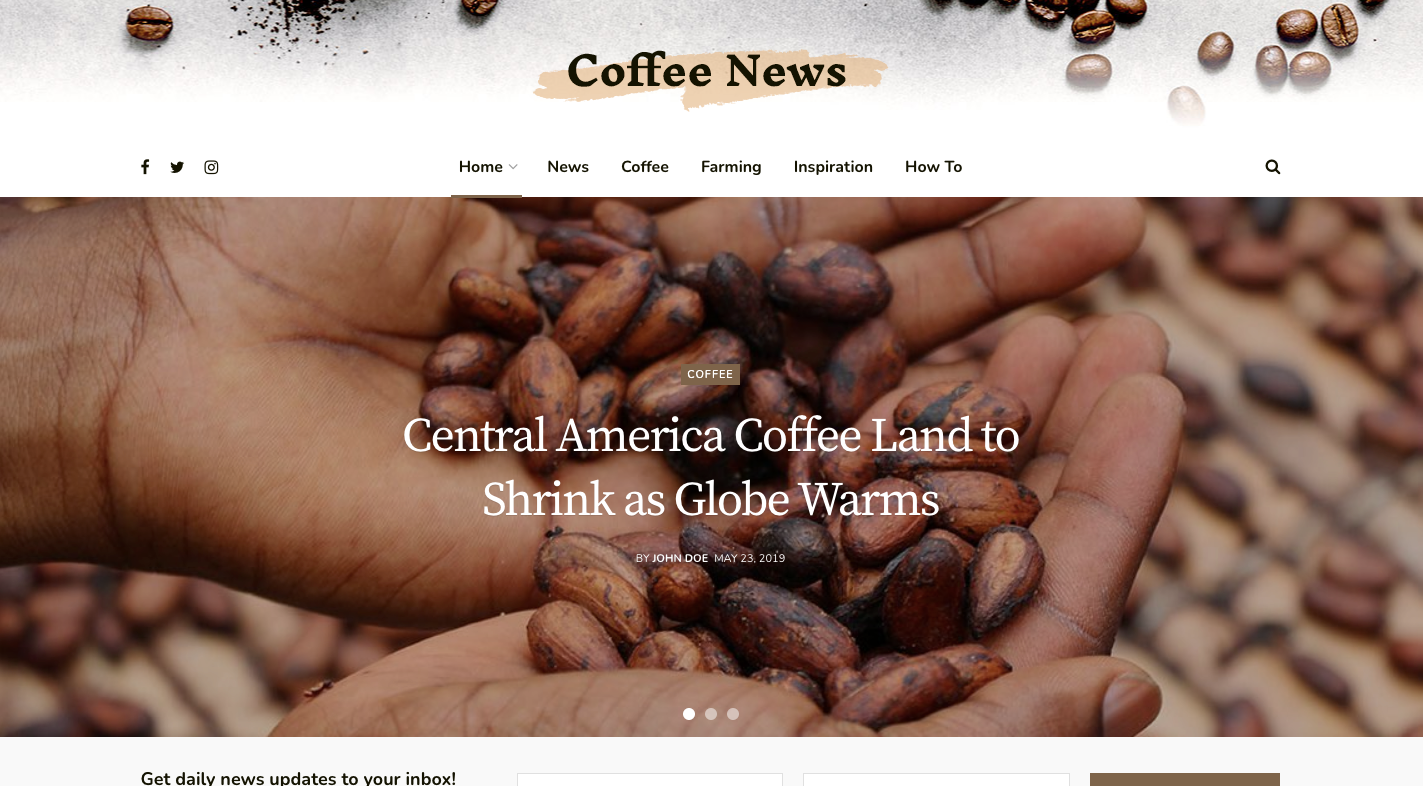 Coffee News
Home
News
Coffee
Farming
Inspiration
How To
COFFEE
Central America Coffee Land to
Shrink as Globe Warms
BY JOHN DOE MAY 23, 2019
Get daily news updates to your inbox!